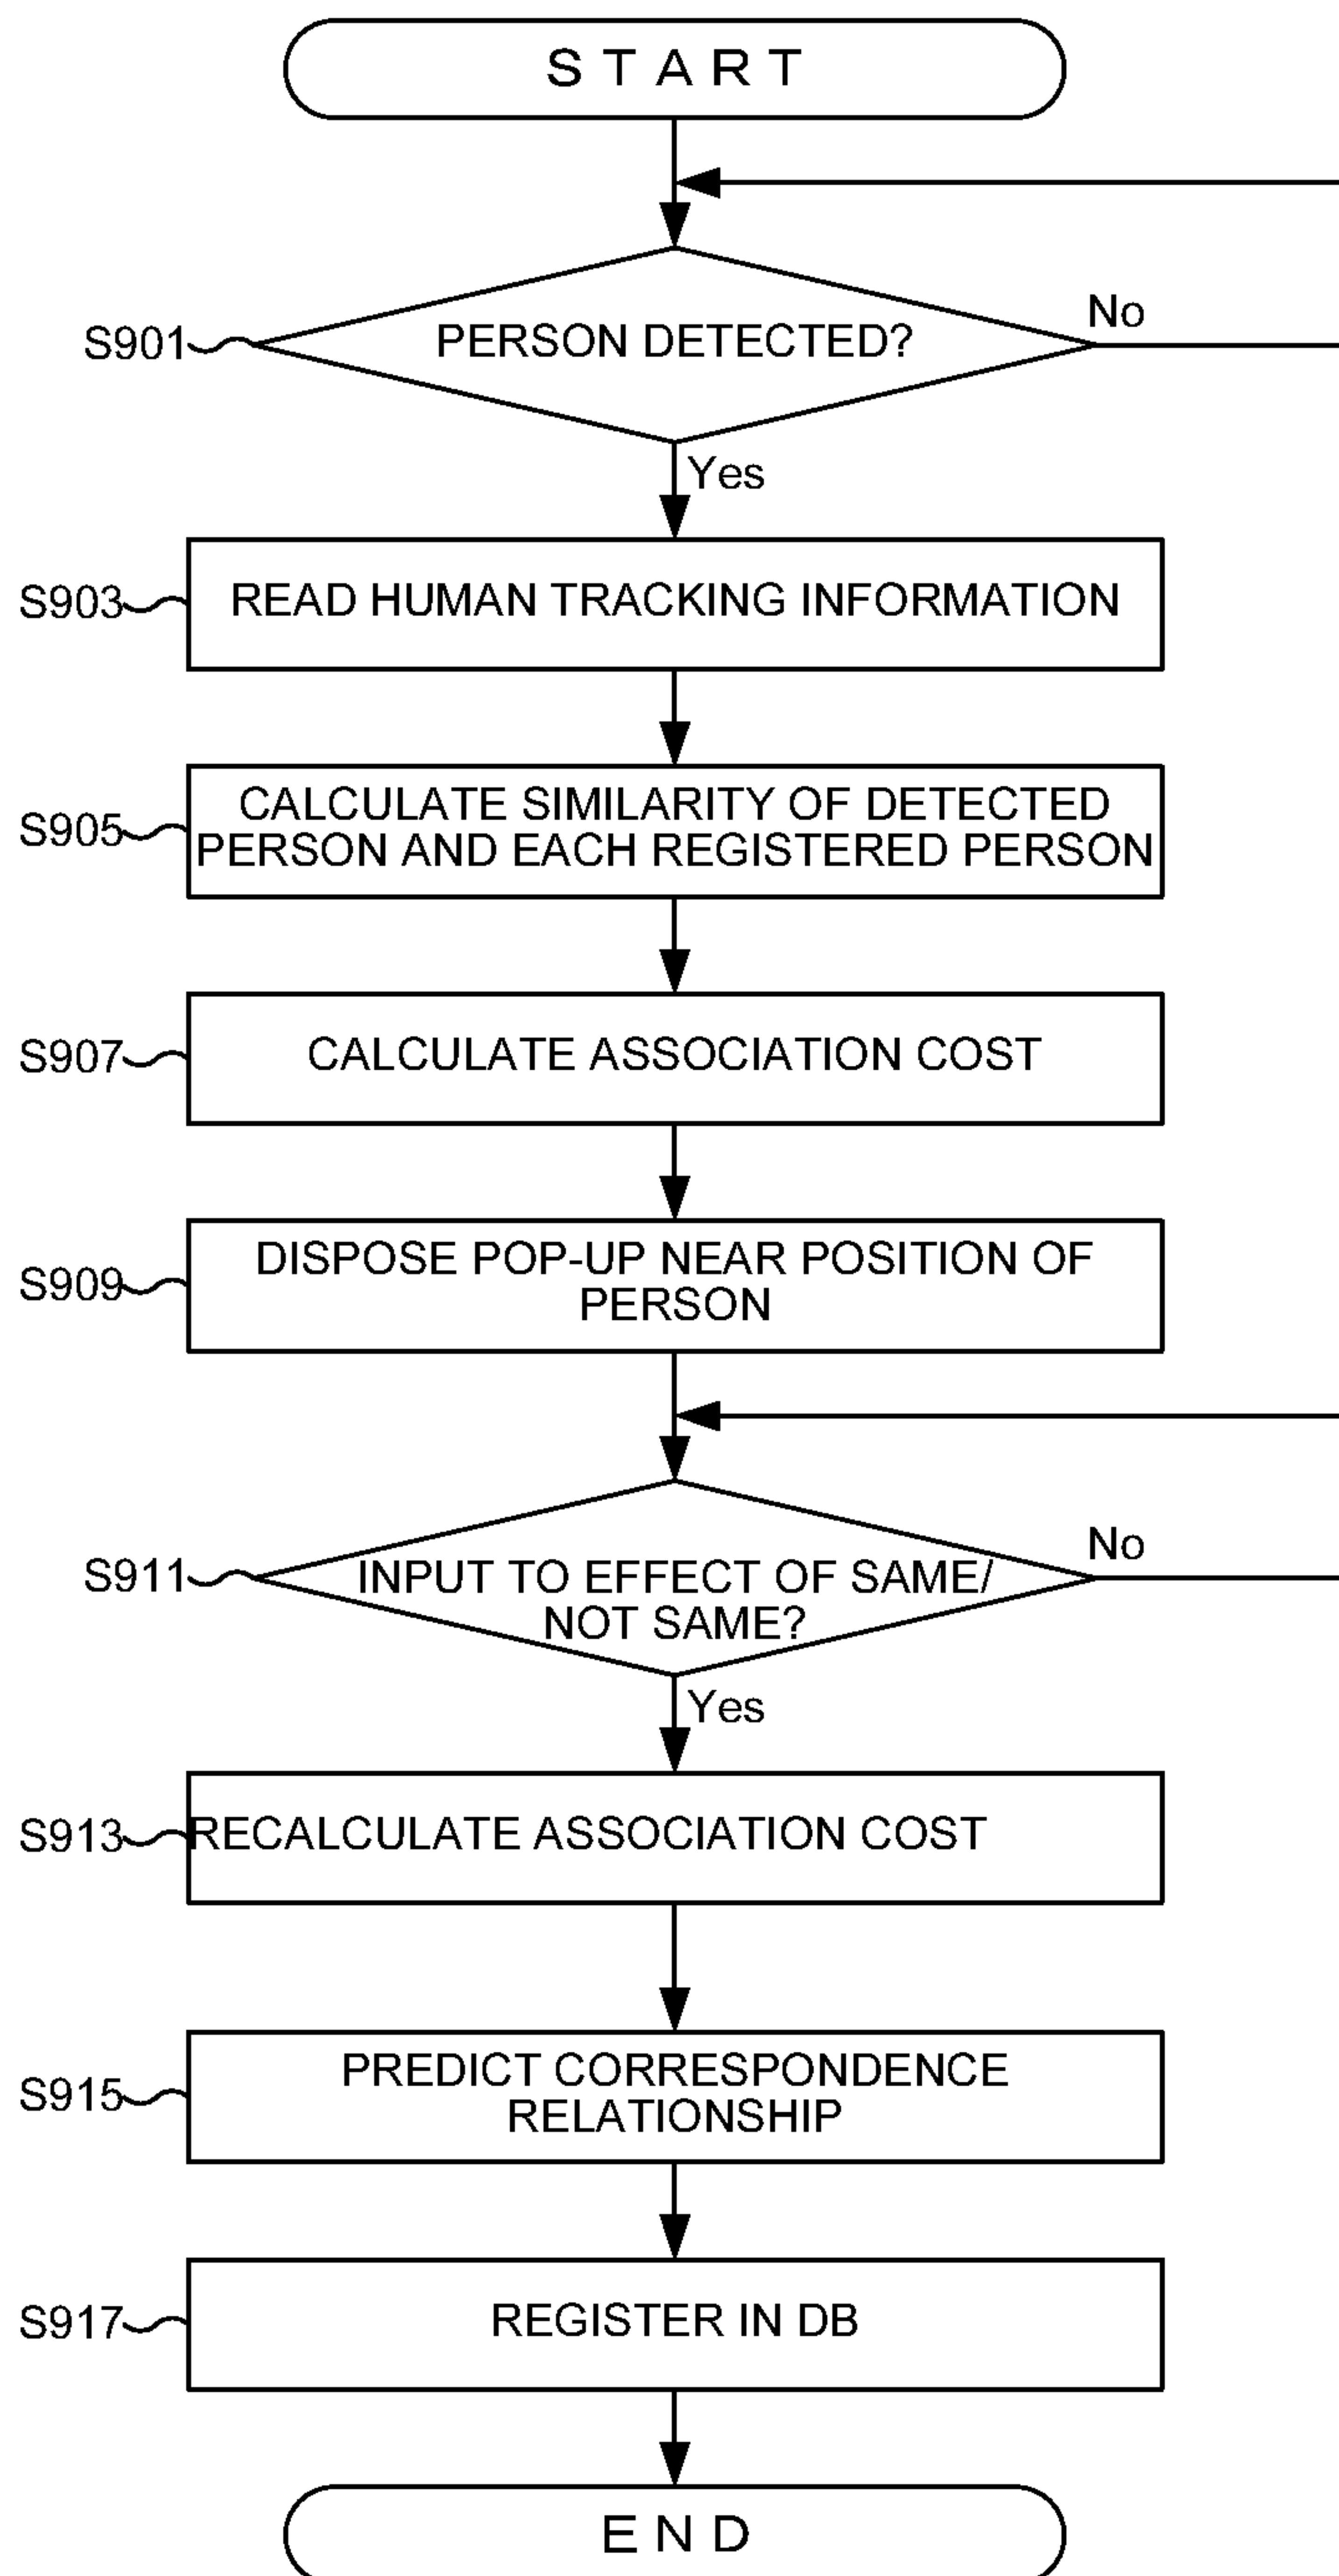 START
No
S901
PERSON DETECTED?
Yes
S903
READ HUMAN TRACKING INFORMATION
S905
CALCULATE SIMILARITY OF DETECTED
PERSON AND EACH REGISTERED PERSON
S907
CALCULATE ASSOCIATION COST
S909
DISPOSE POP-UP NEAR POSITION OF
PERSON
No
S911
INPUT TO EFFECT OF SAME/
NOT SAME?
Yes
S913
RECALCULATE ASSOCIATION COST
S915
PREDICT CORRESPONDENCE
RELATIONSHIP
S917
REGISTER IN DB
END